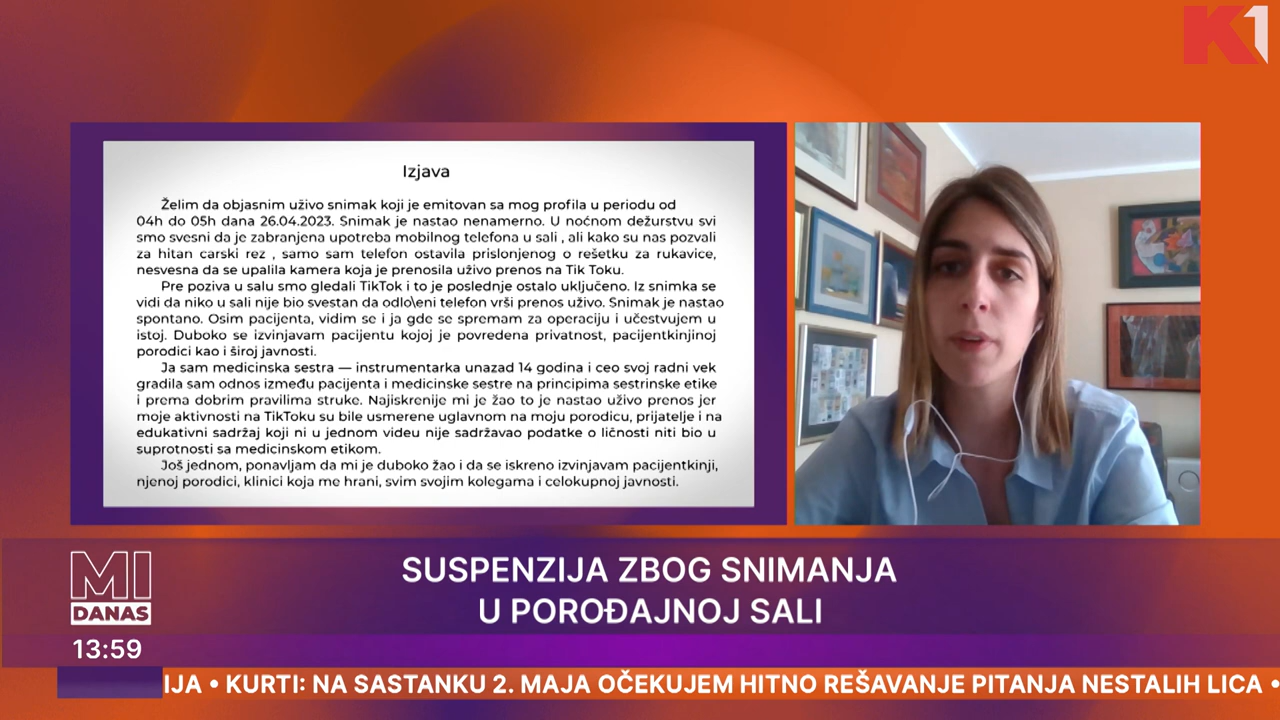 K1
Izjava
Želim da objasnim uživo snimak koji je emitovan sa mog profila u periodu od
04h do 05h dana 26.04.2023. Snimak je nastao nenamerno. U noćnom dežurstvu svi
smo svesni da je zabranjena upotreba mobilnog telefona u sali , ali kako su nas pozvali
za hitan carski rez , samo sam telefon ostavila prislonjenog o rešetku za rukavice,
nesvesna da se upalila kamera koja je prenosila uživo prenos na Tik Toku.
Pre poziva u salu smo gledali TikTok i to je poslednje ostalo uključeno. Iz snimka se
vidi da niko u sali nije bio svestan da odlo\eni telefon vrši prenos uživo. Snimak je nastao
spontano. Osim pacijenta, vidim se i ja gde se spremam za operaciju i učestvujem u
istoj. Duboko se izvinjavam pacijentu kojoj je povredena privatnost, pacijentkinjinoj
porodici kao i široj javnosti.
Ja sam medicinska sestra — instrumentarka unazad 14 godina i ceo svoj radni vek
gradila sam odnos između pacijenta i medicinske sestre na principima sestrinske etike
i prema dobrim pravilima struke. Najiskrenije mi je žao to je nastao uživo prenos jer
moje aktivnosti na TikToku su bile usmerene uglavnom na moju porodicu, prijatelje i na
edukativni sadržaj koji ni u jednom videu nije sadržavao podatke o ličnosti niti bio u
suprotnosti sa medicinskom etikom.
Još jednom, ponavljam da mi je duboko žao i da se iskreno izvinjavam pacijentkinji,
njenoj porodici, klinici koja me hrani, svim svojim kolegama i celokupnoj javnosti.
MI
DANAS
13:59
SUSPENZIJA ZBOG SNIMANJA
U POROĐAJNOJ SALI
IJA • KURTI: NA SASTANKU 2. MAJA OČEKUJEM HITNO REŠAVANJE PITANJA NESTALIH LICA •